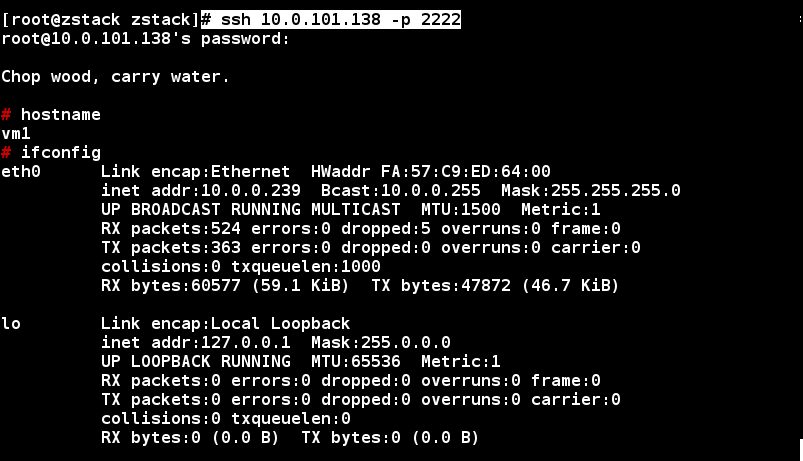 [root@zstack zstack]# ssh 10.0.101.138 -p 2222
root@10.0.101.138's password:
Chop wood, carry water.
# hostname
vm1
# ifconfig
eth0      Link encap:Ethernet  HWaddr FA:57:C9:ED:64:00
          inet addr:10.0.0.239  Bcast:10.0.0.255  Mask:255.255.255.0
          UP BROADCAST RUNNING MULTICAST  MTU:1500  Metric:1
          RX packets:524 errors:0 dropped:5 overruns:0 frame:0
          TX packets:363 errors:0 dropped:0 overruns:0 carrier:0
          collisions:0 txqueuelen:1000
          RX bytes:60577 (59.1 KiB)  TX bytes:47872 (46.7 KiB)
lo        Link encap:Local Loopback
          inet addr:127.0.0.1  Mask:255.0.0.0
          UP LOOPBACK RUNNING  MTU:65536  Metric:1
          RX packets:0 errors:0 dropped:0 overruns:0 frame:0
          TX packets:0 errors:0 dropped:0 overruns:0 carrier:0
          collisions:0 txqueuelen:0
          RX bytes:0 (0.0 B)  TX bytes:0 (0.0 B)